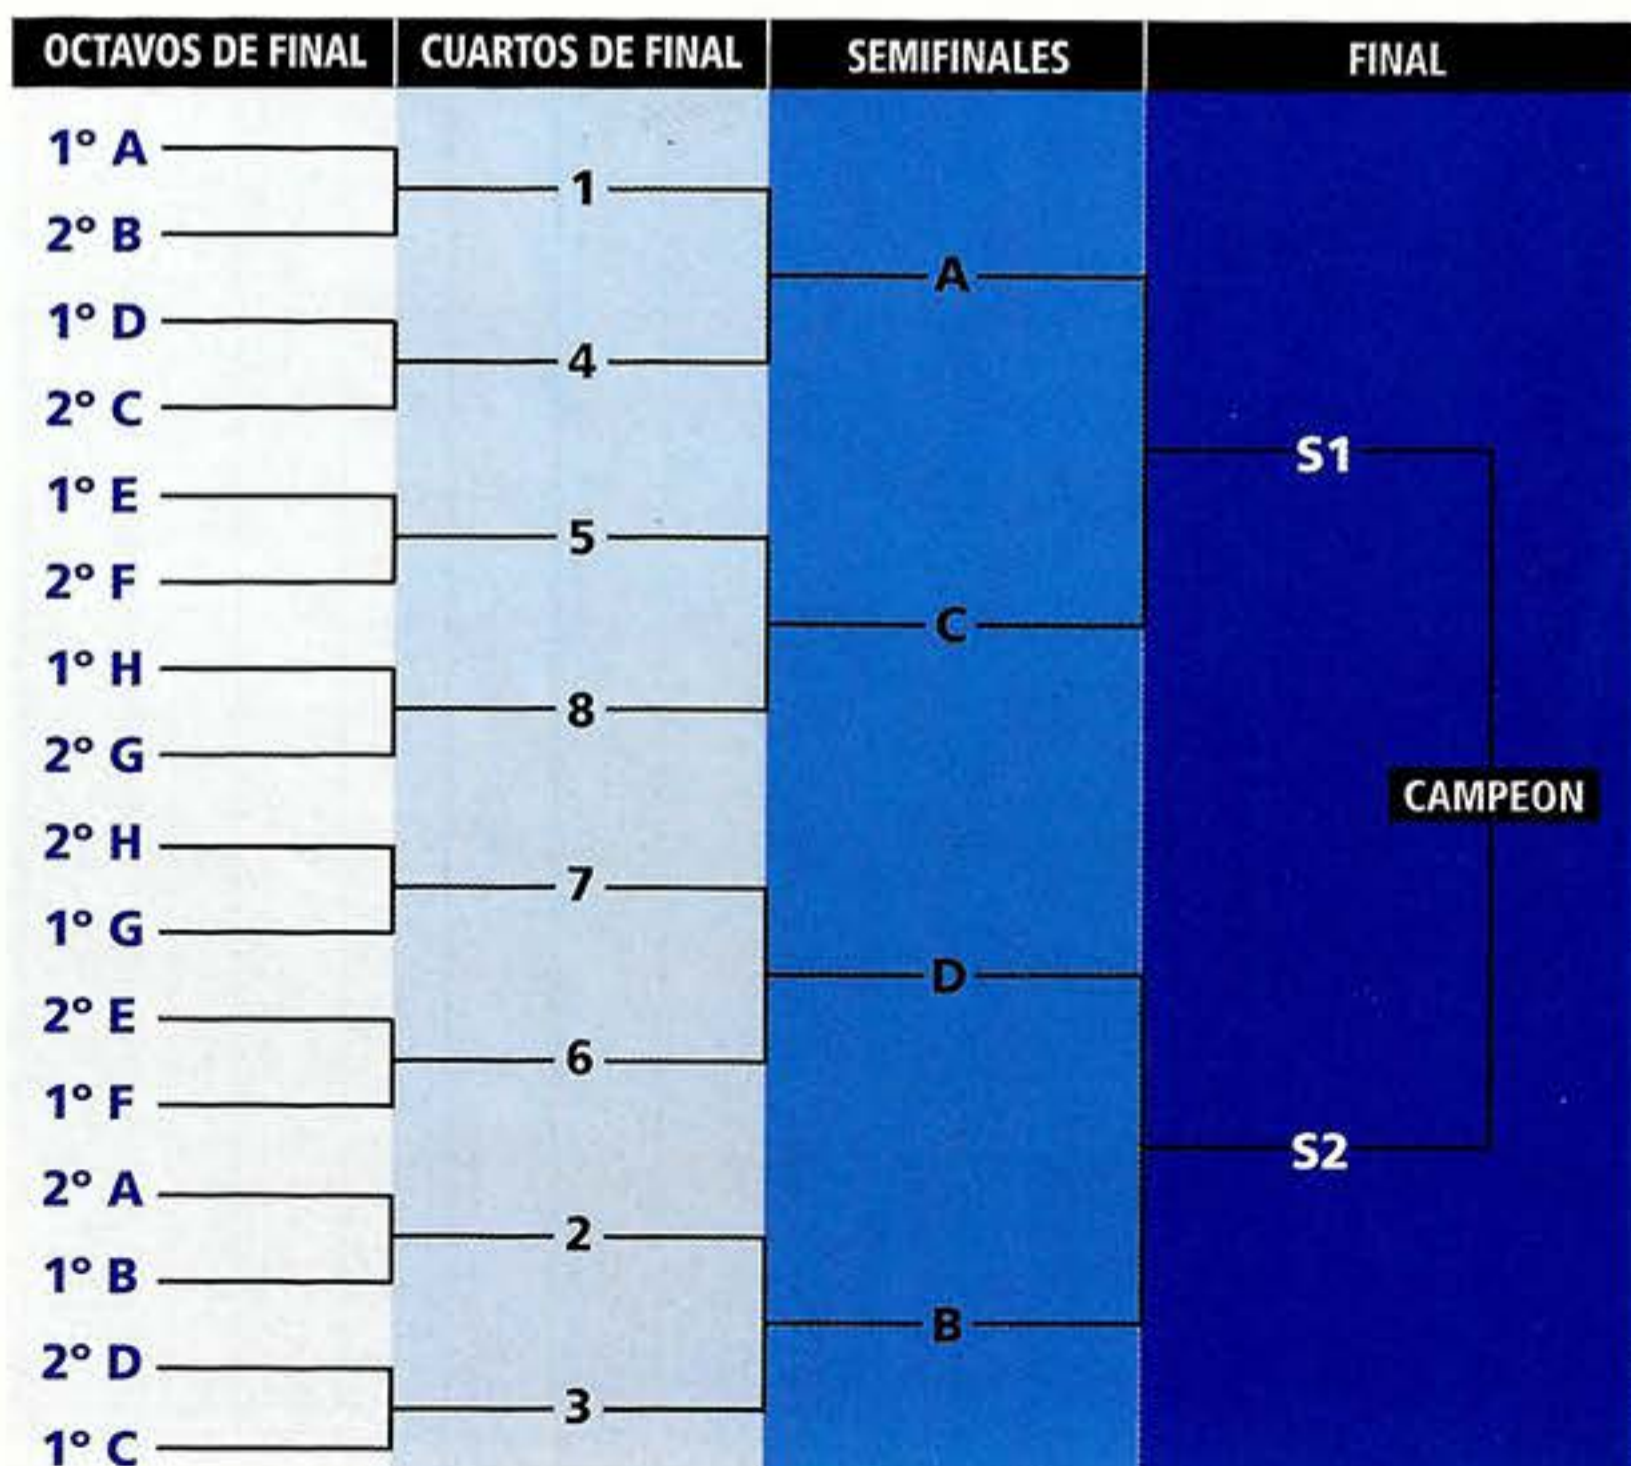 OCTAVOS DE FINAL
CUARTOS DE FINAL
SEMIFINALES
FINAL
1° A
2° B
1° D
2° C
1° E
2° F
1° H
2° G
2° H
1° G
2° E
1° F
2° A
1° B
2° D
1° C
1
4
5
8
7
6
2
3
A
C
D
B
S1
S2
CAMPEON